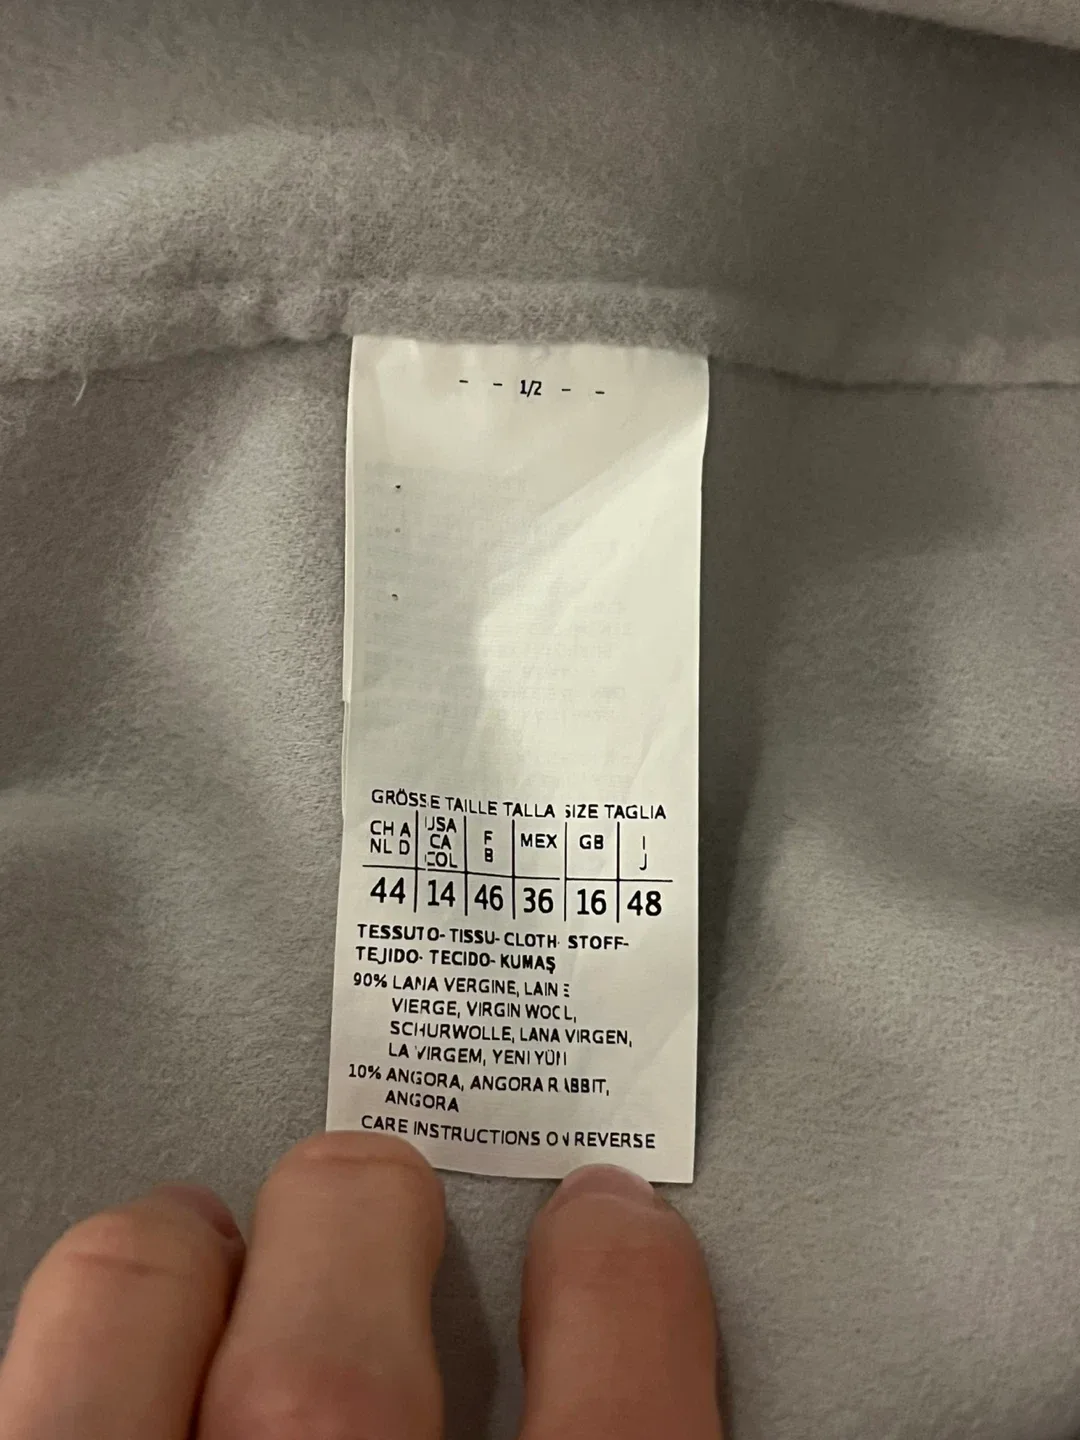 - - 1/2 - -
GRÖSSE TAILLE TALLA SIZE TAGLIA
CH A USA F MEX GB I
NL D CA B J
COL
44 14 46 36 16 48
TESSUTO-TISSU-CLOTH-STOFF-
TEJIDO-TECIDO-KUMAŞ
90% LANA VERGINE, LAINE
VIERGE, VIRGIN WOOL,
SCHURWOLLE, LANA VIRGEN,
LA VIRGEM, YENI YÜN
10% ANGORA, ANGORA RABBIT,
ANGORA
CARE INSTRUCTIONS ON REVERSE